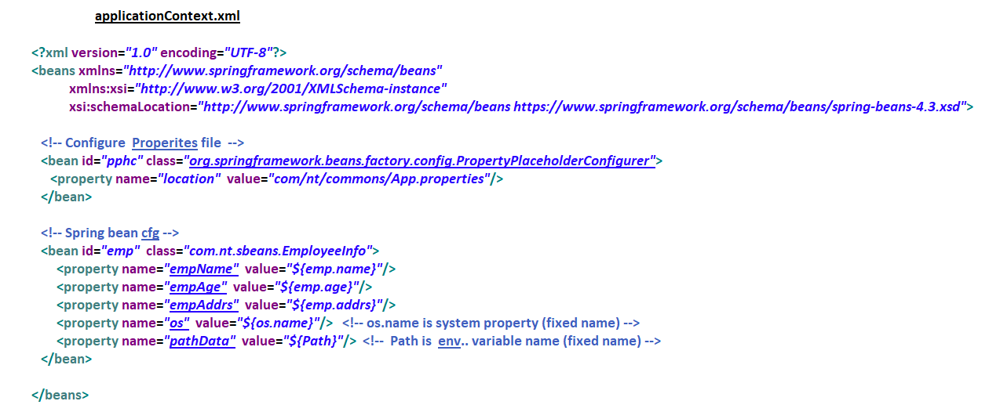 applicationContext.xml
<?xml version="1.0" encoding="UTF-8"?>
<beans xmlns="http://www.springframework.org/schema/beans"
xmlns:xsi="http://www.w3.org/2001/XMLSchema-instance"
xsi:schemaLocation="http://www.springframework.org/schema/beans https://www.springframework.org/schema/beans/spring-beans-4.3.xsd">
<!-- Configure  Properites file  -->
<bean id="pphc" class="org.springframework.beans.factory.config.PropertyPlaceholderConfigurer">
<property name="location"  value="com/nt/commons/App.properties"/>
</bean>
<!-- Spring bean cfg -->
<bean id="emp"  class="com.nt.sbeans.EmployeeInfo">
<property name="empName"  value="${emp.name}"/>
<property name="empAge"  value="${emp.age}"/>
<property name="empAddrs"  value="${emp.addrs}"/>
<property name="os"  value="${os.name}"/>   <!-- os.name is system property (fixed name) -->
<property name="pathData"  value="${Path}"/>  <!--  Path is  env.. variable name (fixed name) -->
</bean>
</beans>